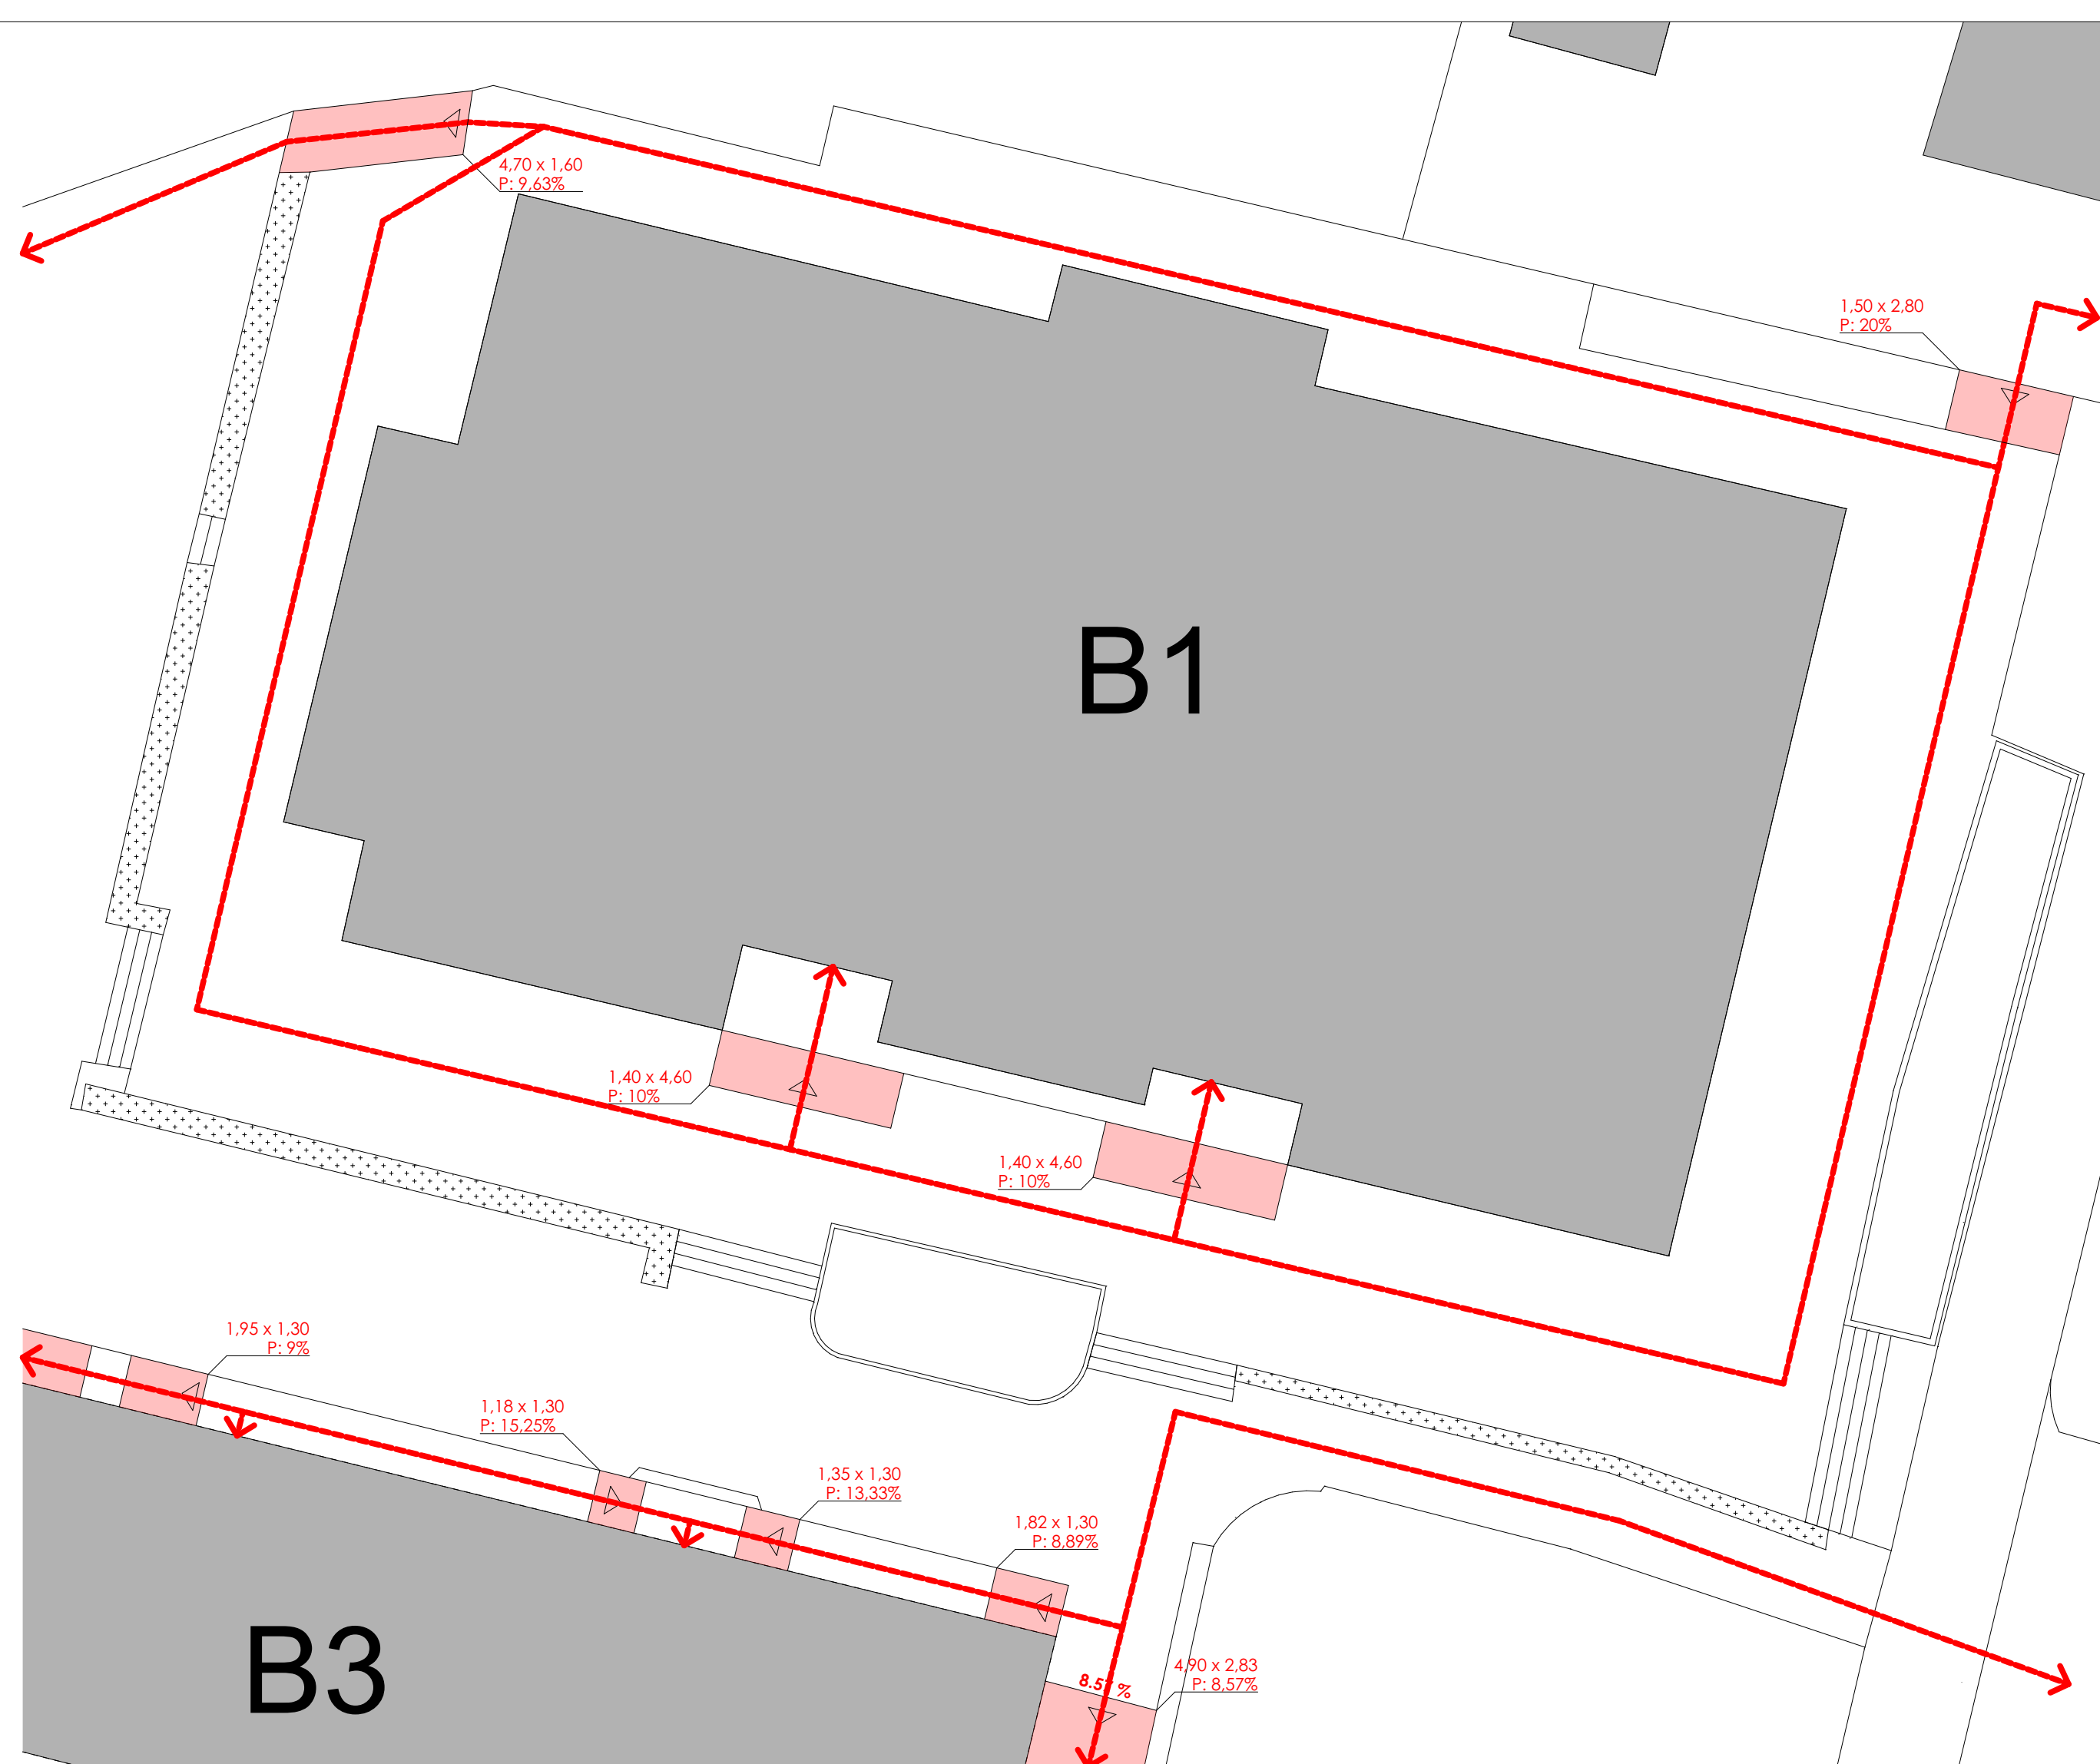 4,70 x 1,60
P: 9,63%
1,50 x 2,80
P: 20%
B1
1,40 x 4,60
P: 10%
1,40 x 4,60
P: 10%
1,95 x 1,30
P: 9%
1,18 x 1,30
P: 15,25%
1,35 x 1,30
P: 13,33%
1,82 x 1,30
P: 8,89%
B3
4,90 x 2,83
P: 8,57%
8.57 %